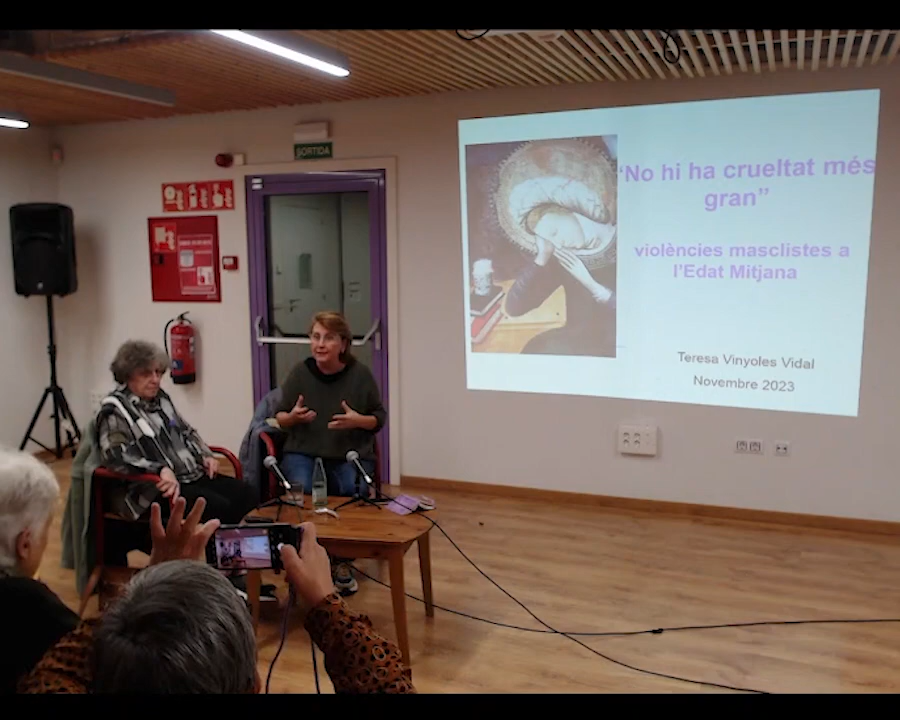 SORTIDA
"No hi ha crueltat més
gran”
violències masclistes a
l’Edat Mitjana
Teresa Vinyoles Vidal
Novembre 2023